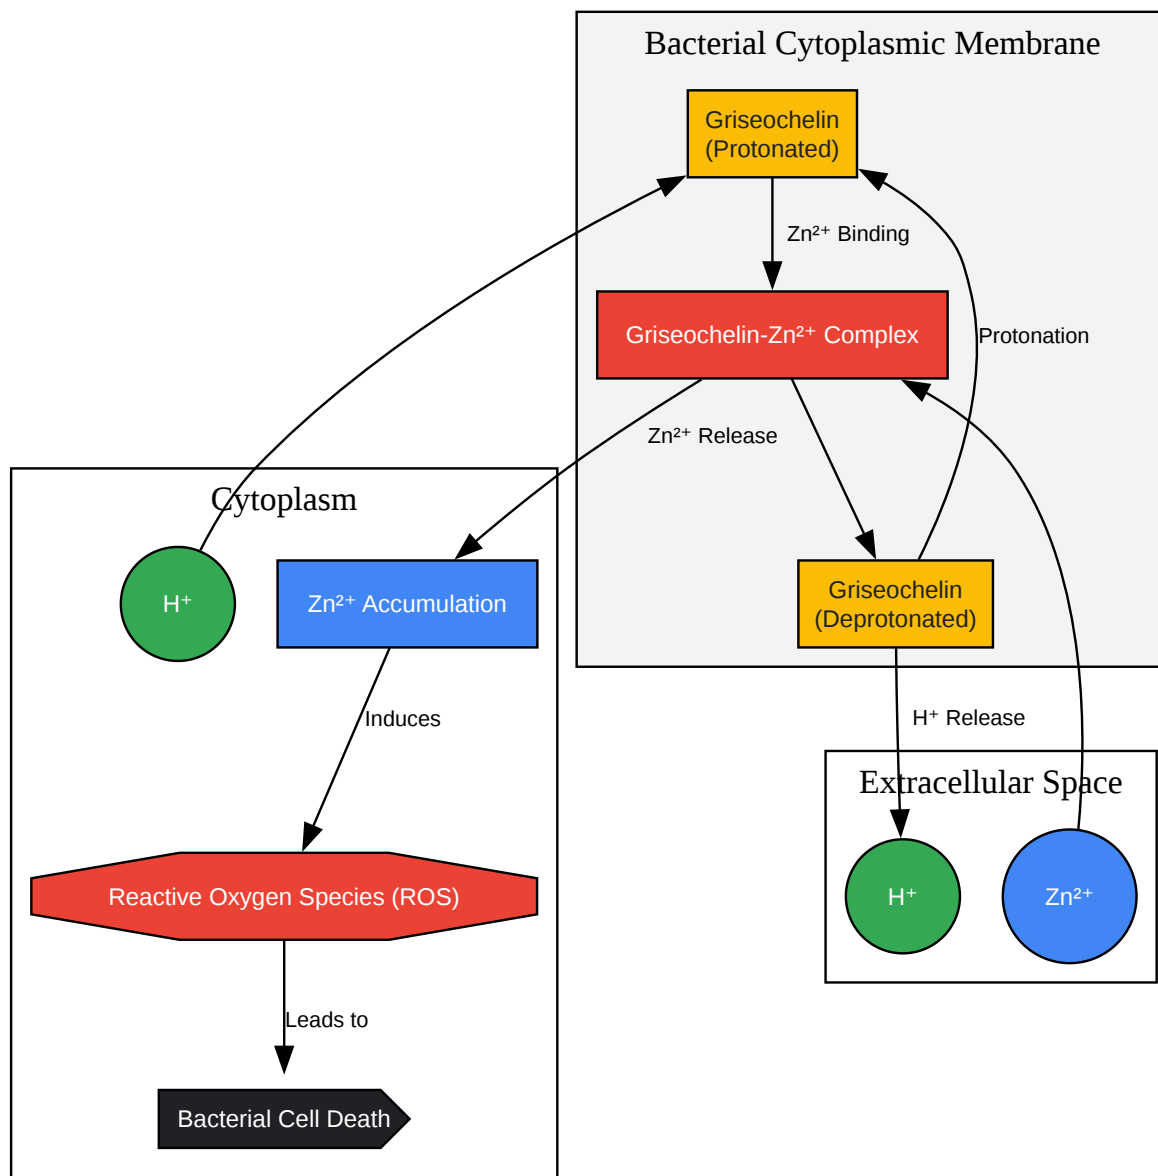 Bacterial Cytoplasmic Membrane
Griseochelin
(Protonated)
Zn²⁺ Binding
Griseochelin-Zn²⁺ Complex
Protonation
Zn²⁺ Release
Cytoplasm
H⁺
Zn²⁺ Accumulation
Griseochelin
(Deprotonated)
Induces
H⁺ Release
Extracellular Space
Reactive Oxygen Species (ROS)
H⁺
Zn²⁺
Leads to
Bacterial Cell Death